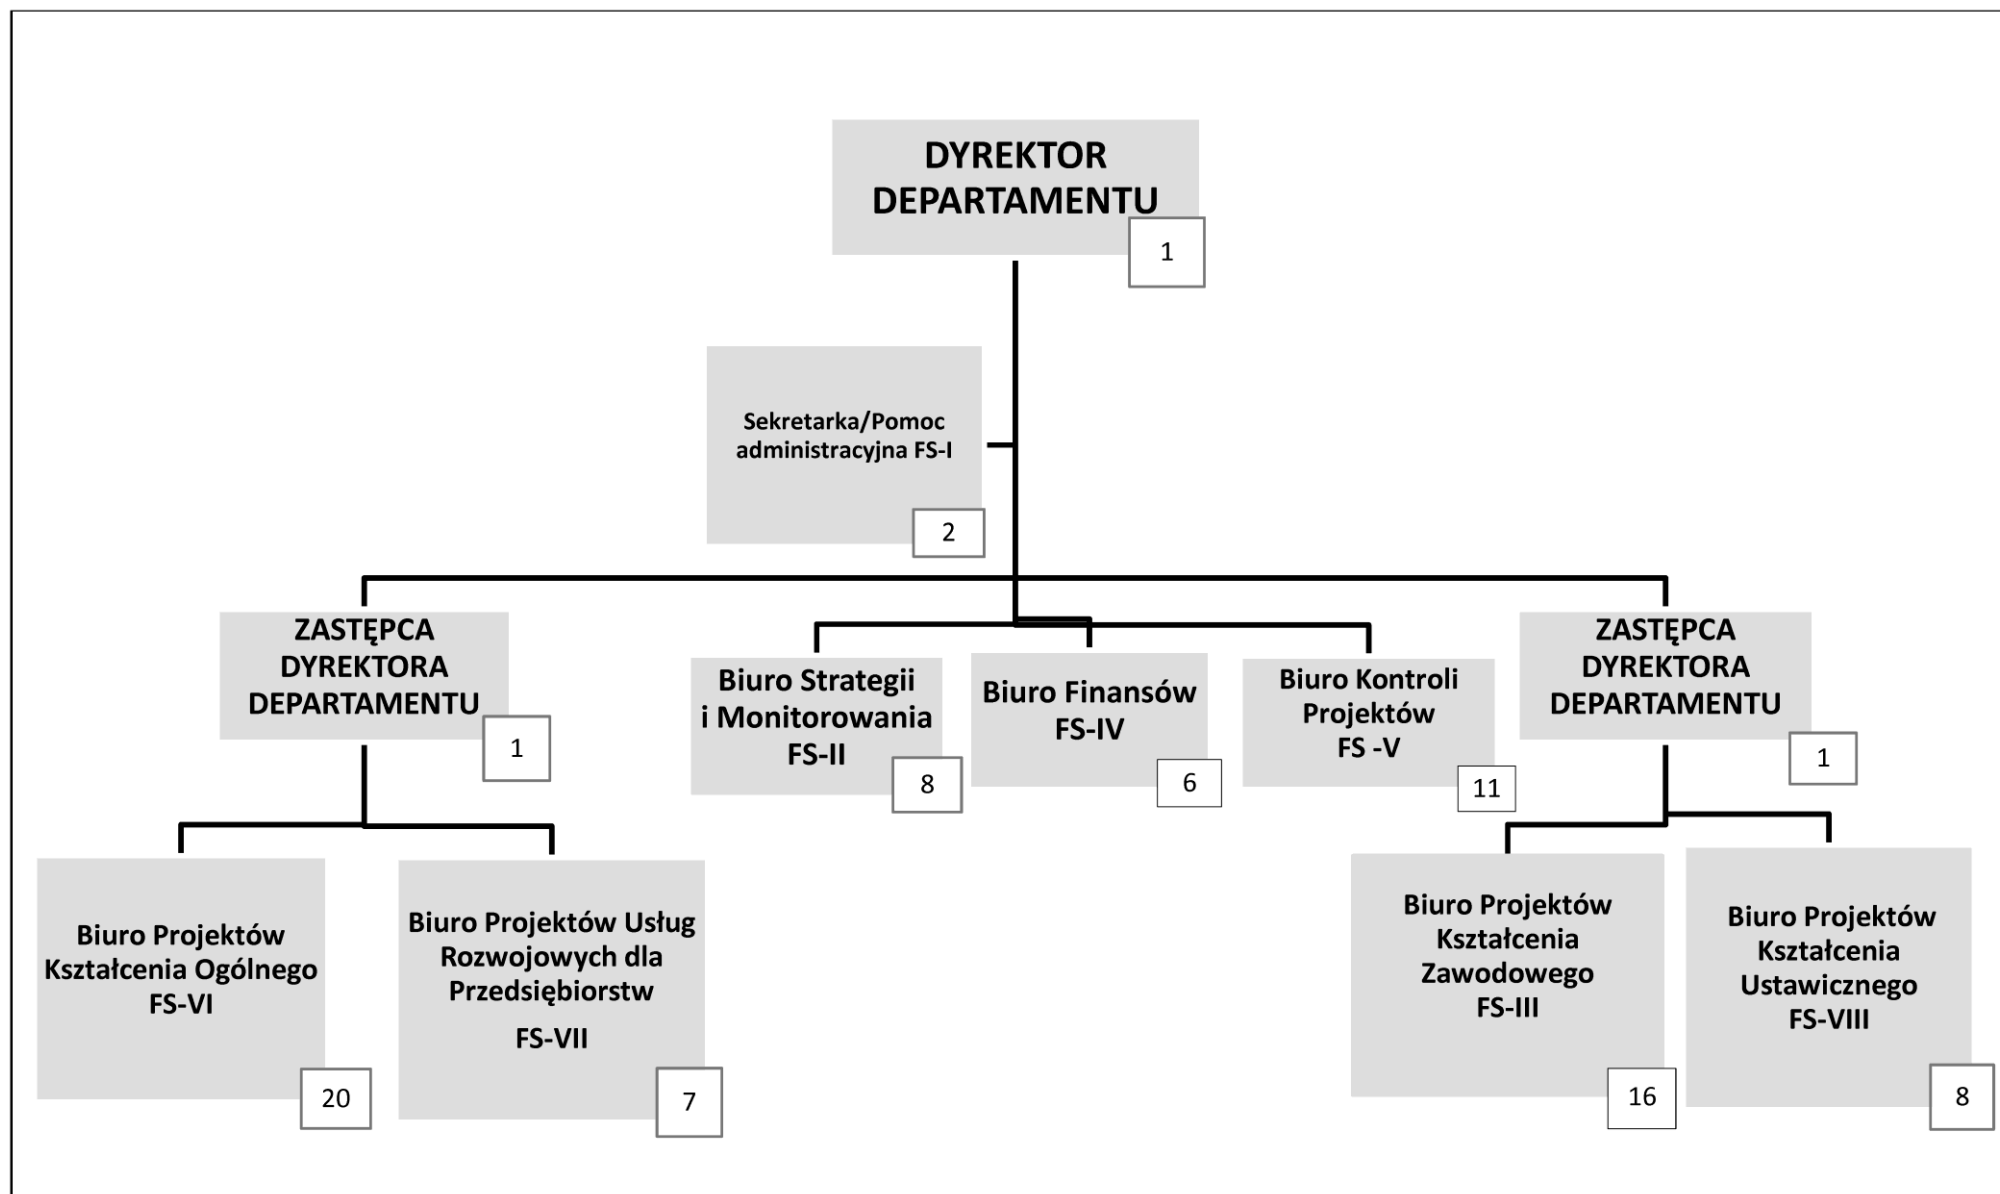 DYREKTOR
DEPARTAMENTU
1
Sekretarka/Pomoc
administracyjna FS-I
2
ZASTĘPCA
DYREKTORA
DEPARTAMENTU
1
Biuro Strategii
i Monitorowania
FS-II
8
Biuro Finansów
FS-IV
6
Biuro Kontroli
Projektów
FS -V
11
ZASTĘPCA
DYREKTORA
DEPARTAMENTU
1
Biuro Projektów
Kształcenia Ogólnego
FS-VI
20
Biuro Projektów Usług
Rozwojowych dla
Przedsiębiorstw
FS-VII
7
Biuro Projektów
Kształcenia
Zawodowego
FS-III
16
Biuro Projektów
Kształcenia
Ustawicznego
FS-VIII
8